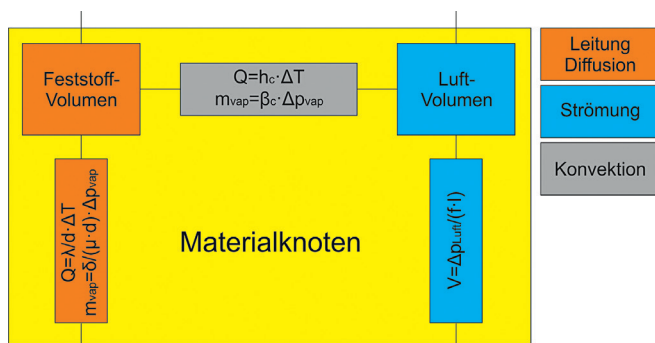 Feststoff-
Volumen
Q=hc·ΔT
mvap=βc·Δpvap
Luft-
Volumen
Leitung
Diffusion
Strömung
Konvektion
Q=λ/d·ΔT
mvap=δ/(μ·d)·Δpvap
Materialknoten
V=ΔpLuft/(f·l)